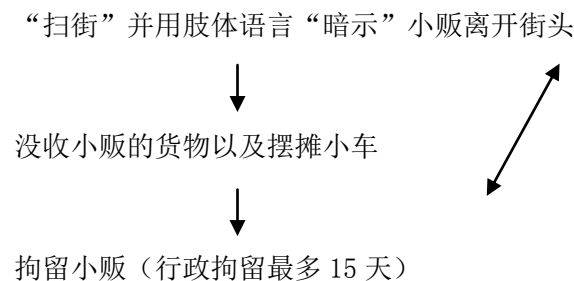 “扫街”并用肢体语言“暗示”小贩离开街头
没收小贩的货物以及摆摊小车
拘留小贩（行政拘留最多 15 天）